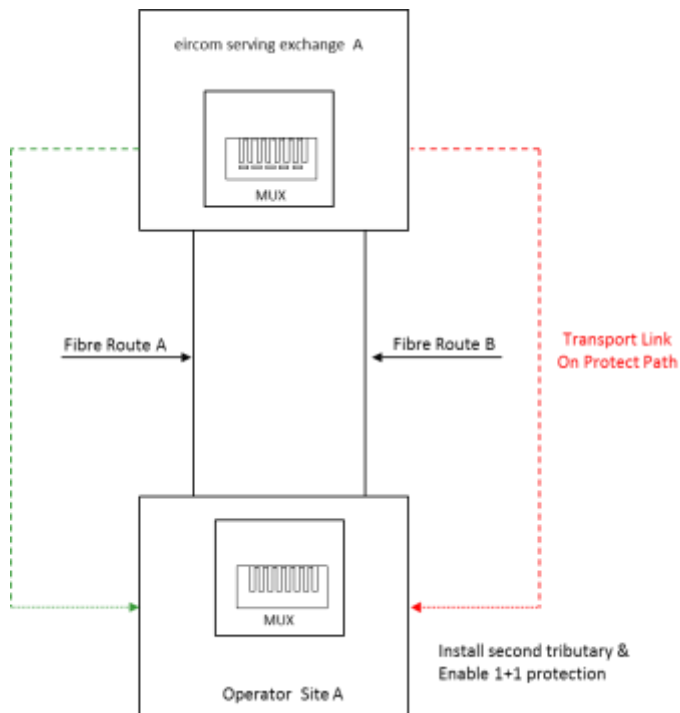 eircom serving exchange A
MUX
Fibre Route A
Fibre Route B
Transport Link
On Protect Path
MUX
Install second tributary &
Enable 1+1 protection
Operator Site A